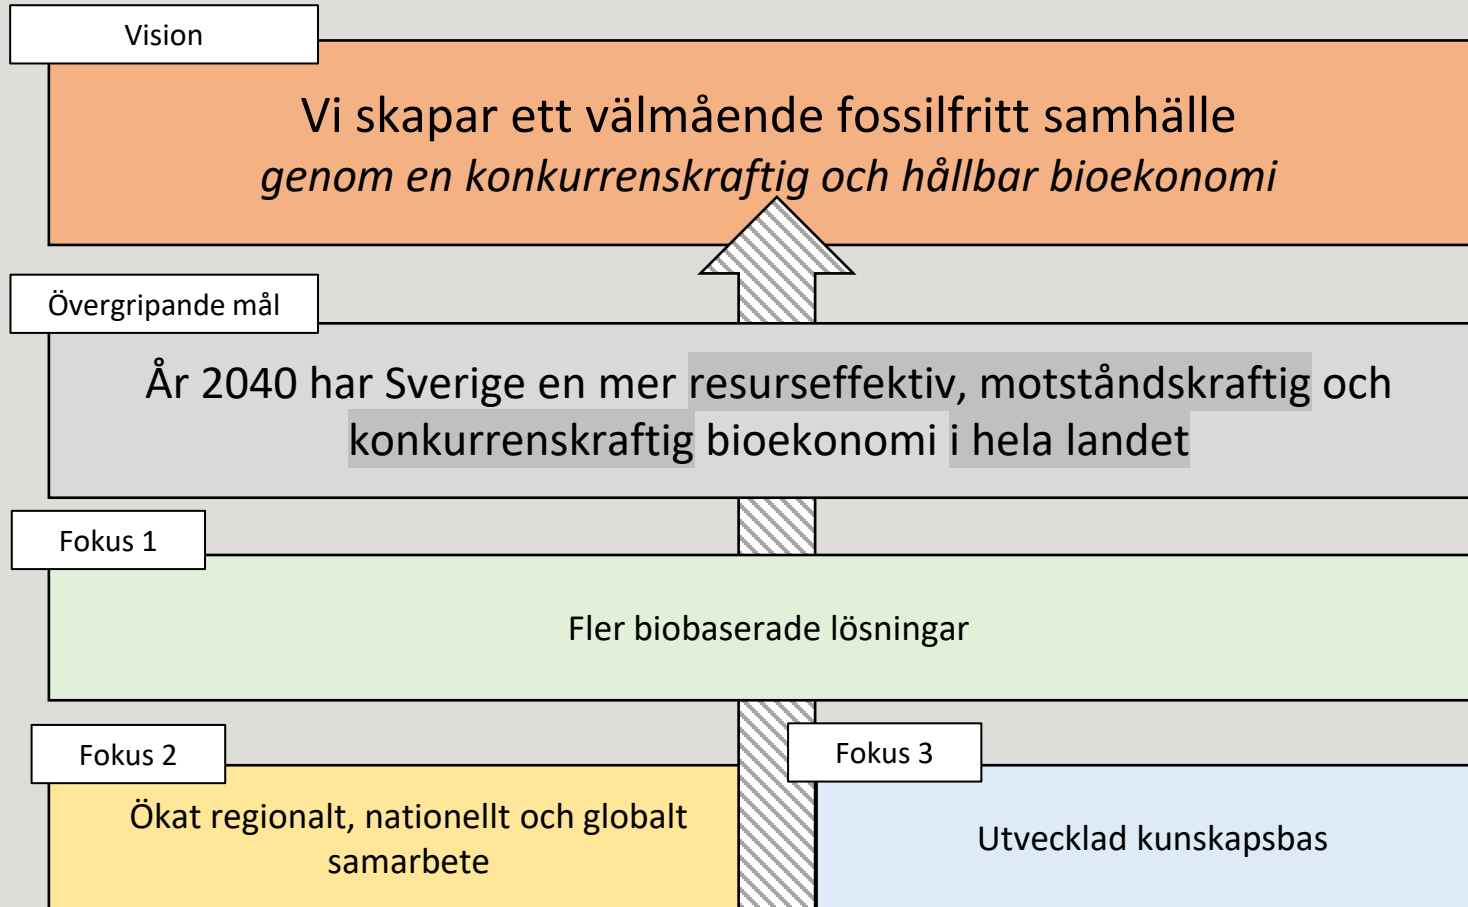 Vision
Vi skapar ett välmående fossilfritt samhälle
genom en konkurrenskraftig och hållbar bioekonomi
Övergripande mål
År 2040 har Sverige en mer resurseffektiv, motståndskraftig och
konkurrenskraftig bioekonomi i hela landet
Fokus 1
Fler biobaserade lösningar
Fokus 2
Ökat regionalt, nationellt och globalt
samarbete
Fokus 3
Utvecklad kunskapsbas